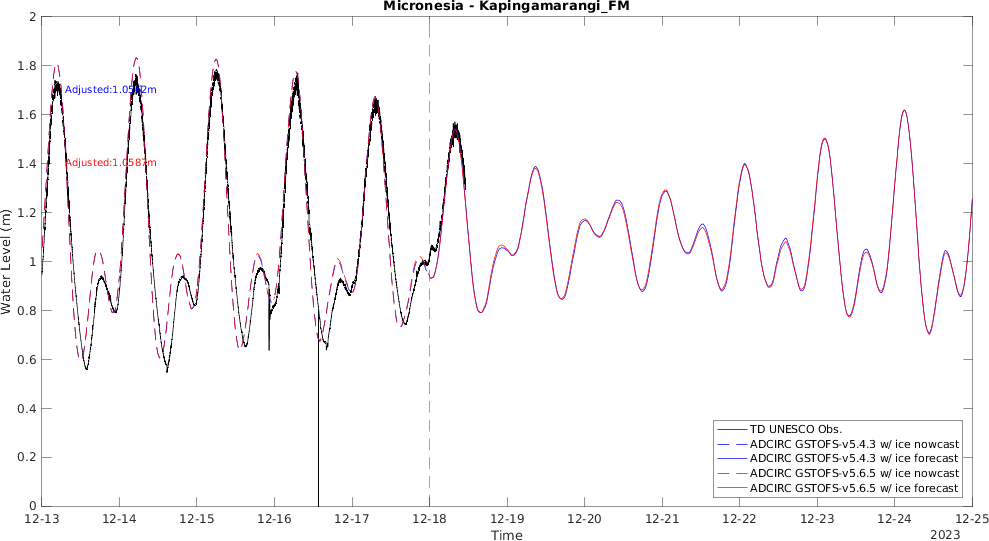 Micronesia - Kapingamarangi_FM
2
1.8
1.6
1.4
1.2
1
0.8
0.6
0.4
0.2
0
Water Level (m)
Adjusted:1.0587m
TD UNESCO Obs.
ADCIRC GSTOFS-v5.4.3 w/ ice nowcast
ADCIRC GSTOFS-v5.4.3 w/ ice forecast
ADCIRC GSTOFS-v5.6.5 w/ ice nowcast
ADCIRC GSTOFS-v5.6.5 w/ ice forecast
12-13 12-14 12-15 12-16 12-17 12-18 12-19 12-20 12-21 12-22 12-23 12-24 12-25
Time
2023